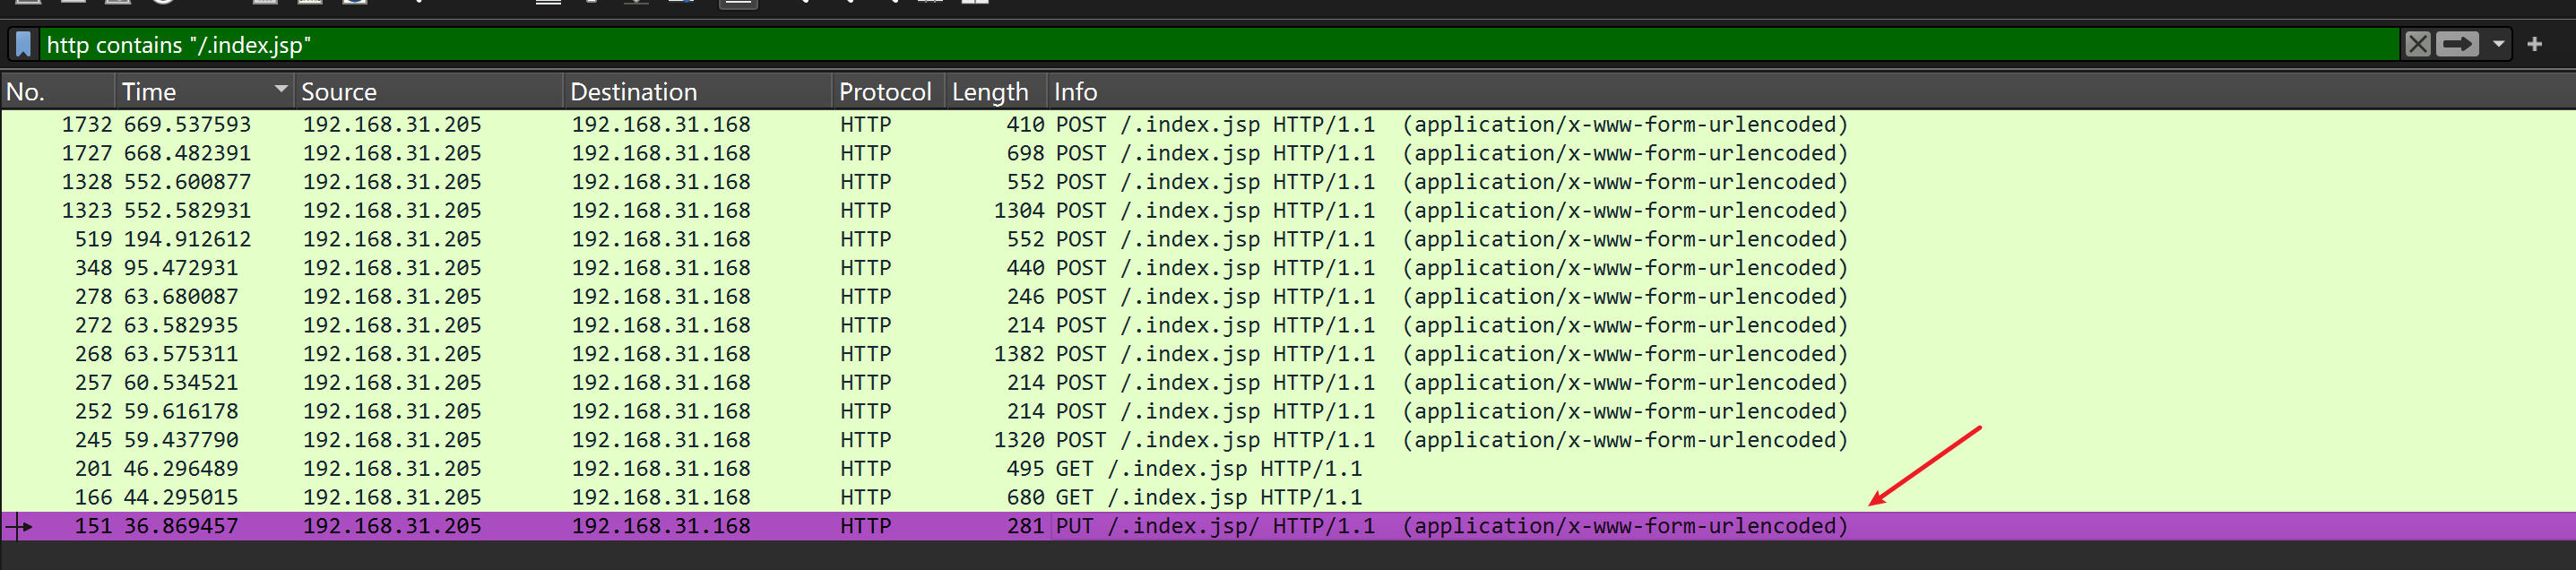 http contains "/.index.jsp"
No. Time Source Destination Protocol Length Info
1732 669.537593 192.168.31.205 192.168.31.168 HTTP 410 POST /.index.jsp HTTP/1.1 (application/x-www-form-urlencoded)
1727 668.482391 192.168.31.205 192.168.31.168 HTTP 698 POST /.index.jsp HTTP/1.1 (application/x-www-form-urlencoded)
1328 552.600877 192.168.31.205 192.168.31.168 HTTP 552 POST /.index.jsp HTTP/1.1 (application/x-www-form-urlencoded)
1323 552.582931 192.168.31.205 192.168.31.168 HTTP 1304 POST /.index.jsp HTTP/1.1 (application/x-www-form-urlencoded)
519 194.912612 192.168.31.205 192.168.31.168 HTTP 552 POST /.index.jsp HTTP/1.1 (application/x-www-form-urlencoded)
348 95.472931 192.168.31.205 192.168.31.168 HTTP 440 POST /.index.jsp HTTP/1.1 (application/x-www-form-urlencoded)
278 63.680087 192.168.31.205 192.168.31.168 HTTP 246 POST /.index.jsp HTTP/1.1 (application/x-www-form-urlencoded)
272 63.582935 192.168.31.205 192.168.31.168 HTTP 214 POST /.index.jsp HTTP/1.1 (application/x-www-form-urlencoded)
268 63.575311 192.168.31.205 192.168.31.168 HTTP 1382 POST /.index.jsp HTTP/1.1 (application/x-www-form-urlencoded)
257 60.534521 192.168.31.205 192.168.31.168 HTTP 214 POST /.index.jsp HTTP/1.1 (application/x-www-form-urlencoded)
252 59.616178 192.168.31.205 192.168.31.168 HTTP 214 POST /.index.jsp HTTP/1.1 (application/x-www-form-urlencoded)
245 59.437790 192.168.31.205 192.168.31.168 HTTP 1320 POST /.index.jsp HTTP/1.1 (application/x-www-form-urlencoded)
201 46.296489 192.168.31.205 192.168.31.168 HTTP 495 GET /.index.jsp HTTP/1.1
166 44.295015 192.168.31.205 192.168.31.168 HTTP 680 GET /.index.jsp HTTP/1.1
151 36.869457 192.168.31.205 192.168.31.168 HTTP 281 PUT /.index.jsp/ HTTP/1.1 (application/x-www-form-urlencoded)